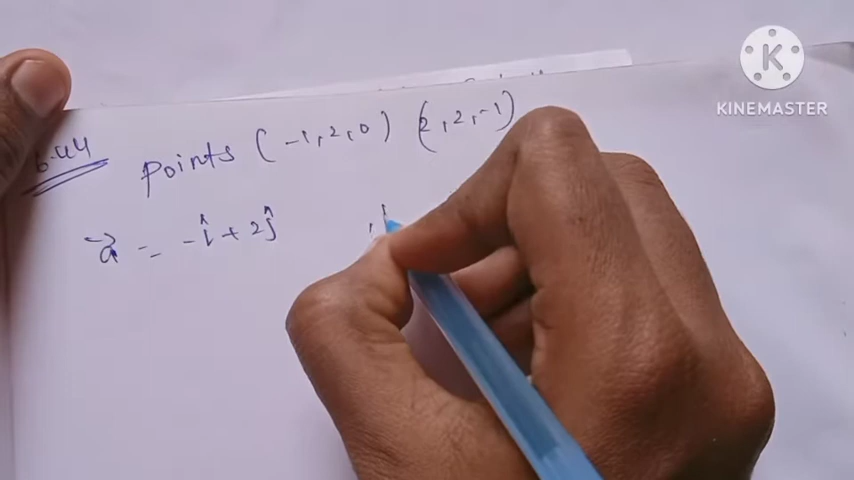 K
KINEMASTER
6.44
points (-1, 2, 0) (2, 2, -1)
a⃗ = -î + 2ĵ